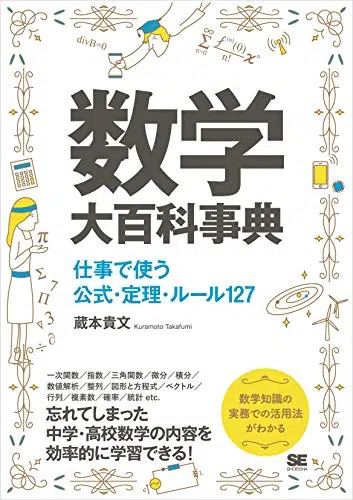 divB=0
Σ f⁽ⁿ⁾(0) xⁿ
n!
数学
大百科事典
仕事で使う
公式・定理・ルール127
蔵本貴文 Kuramoto Takafumi
一次関数/指数/三角関数/微分/積分/
数値解析/整列/図形と方程式/ベクトル/
行列/複素数/確率/統計 etc.
忘れてしまった
中学・高校数学の内容を
効率的に学習できる!
数学知識の
実務での活用法
がわかる
SE
SHOEISHA